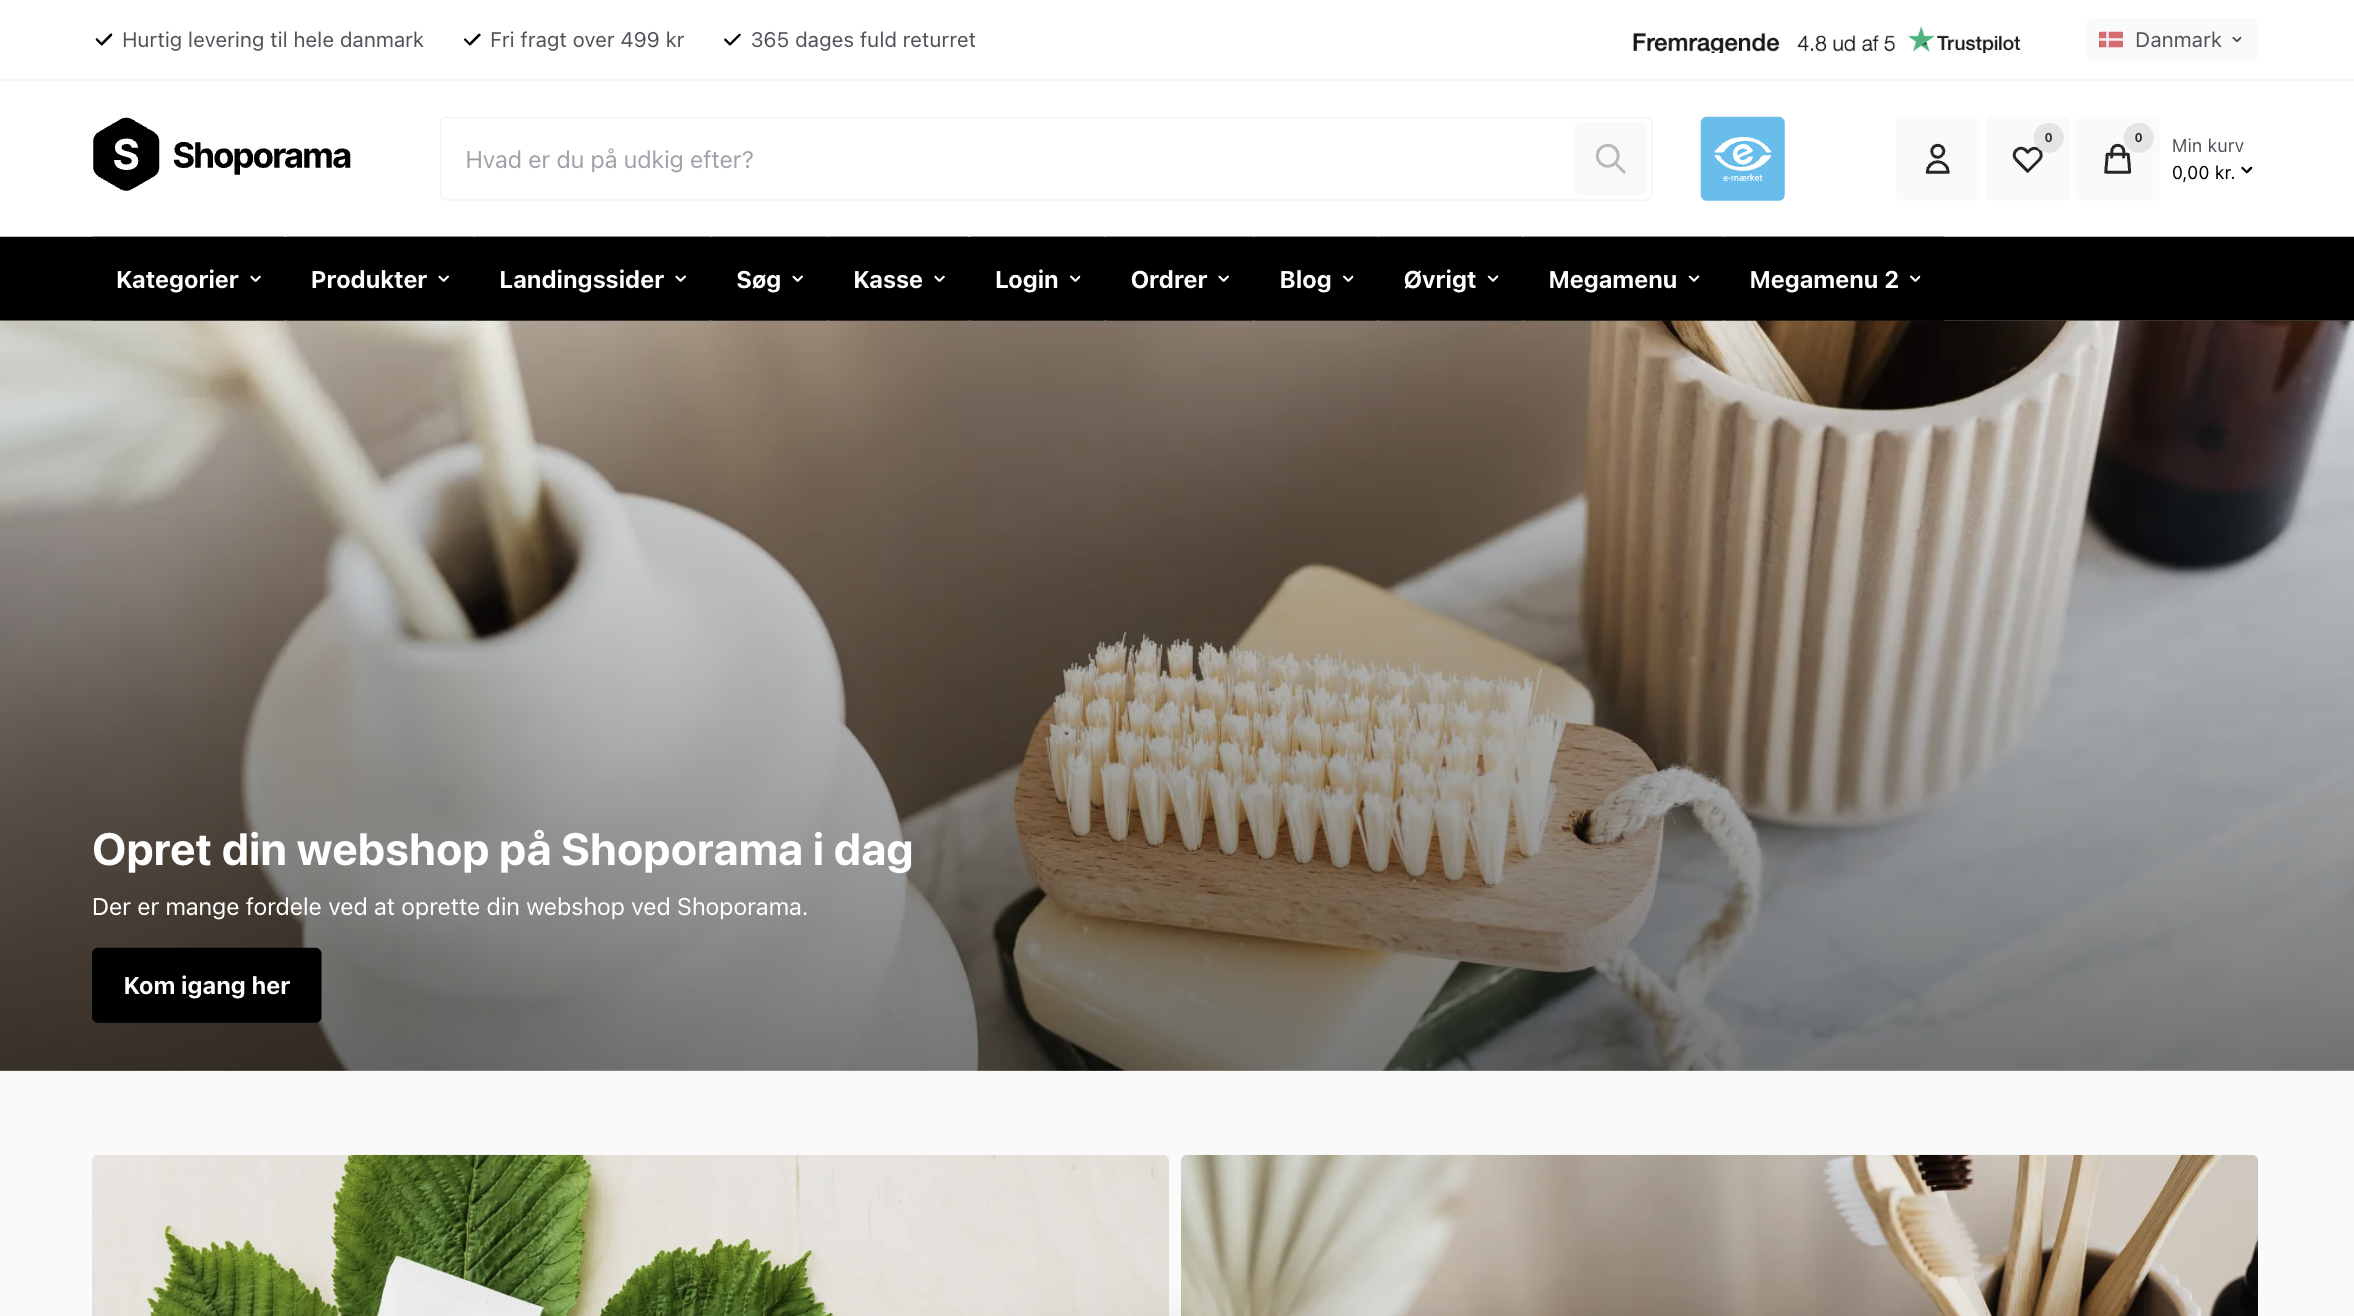 Hurtig levering til hele danmark
Fri fragt over 499 kr
365 dages fuld returret
Fremragende 4.8 ud af 5 Trustpilot
Danmark
S Shoporama
Hvad er du på udkig efter?
e
e-mærket
0
0
Min kurv
0,00 kr.
Kategorier
Produkter
Landingssider
Søg
Kasse
Login
Ordrer
Blog
Øvrigt
Megamenu
Megamenu 2
Opret din webshop på Shoporama i dag
Der er mange fordele ved at oprette din webshop ved Shoporama.
Kom igang her